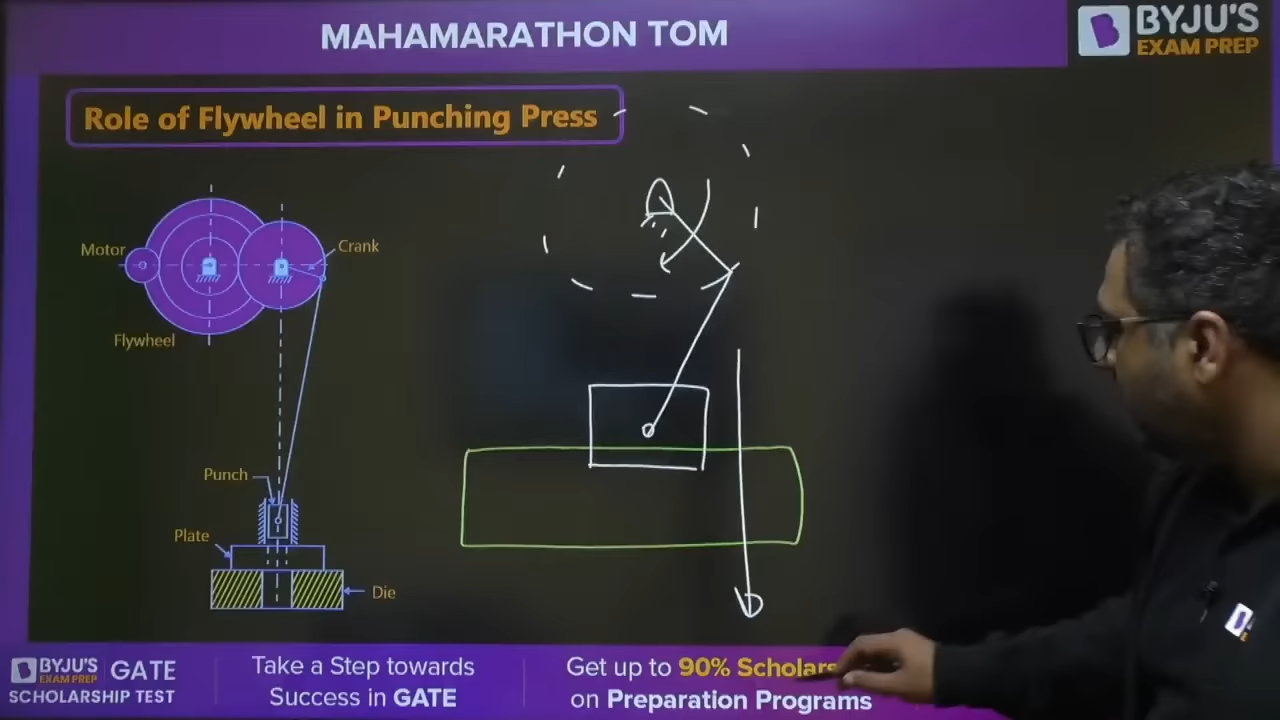 MAHAMARATHON TOM
BYJU'S
EXAM PREP
Role of Flywheel in Punching Press
Motor
Crank
Flywheel
Punch
Plate
Die
BYJU'S
EXAM PREP
GATE
SCHOLARSHIP TEST
Take a Step towards
Success in GATE
Get up to 90% Scholars
on Preparation Programs